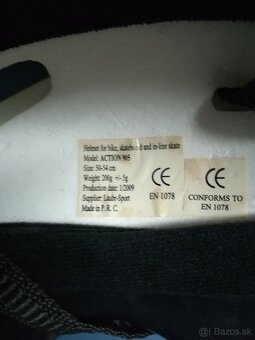 Helmet for bike, skateboard and in-line skate
Model: ACTION 905
Size: 50-54 cm
Weight: 200g +/- 5g
Production date: 1/2009
Supplier: Laubr-Sport
Made in P. R. C.
CE
EN 1078
CE
CONFORMS TO
EN 1078
Bazos.sk